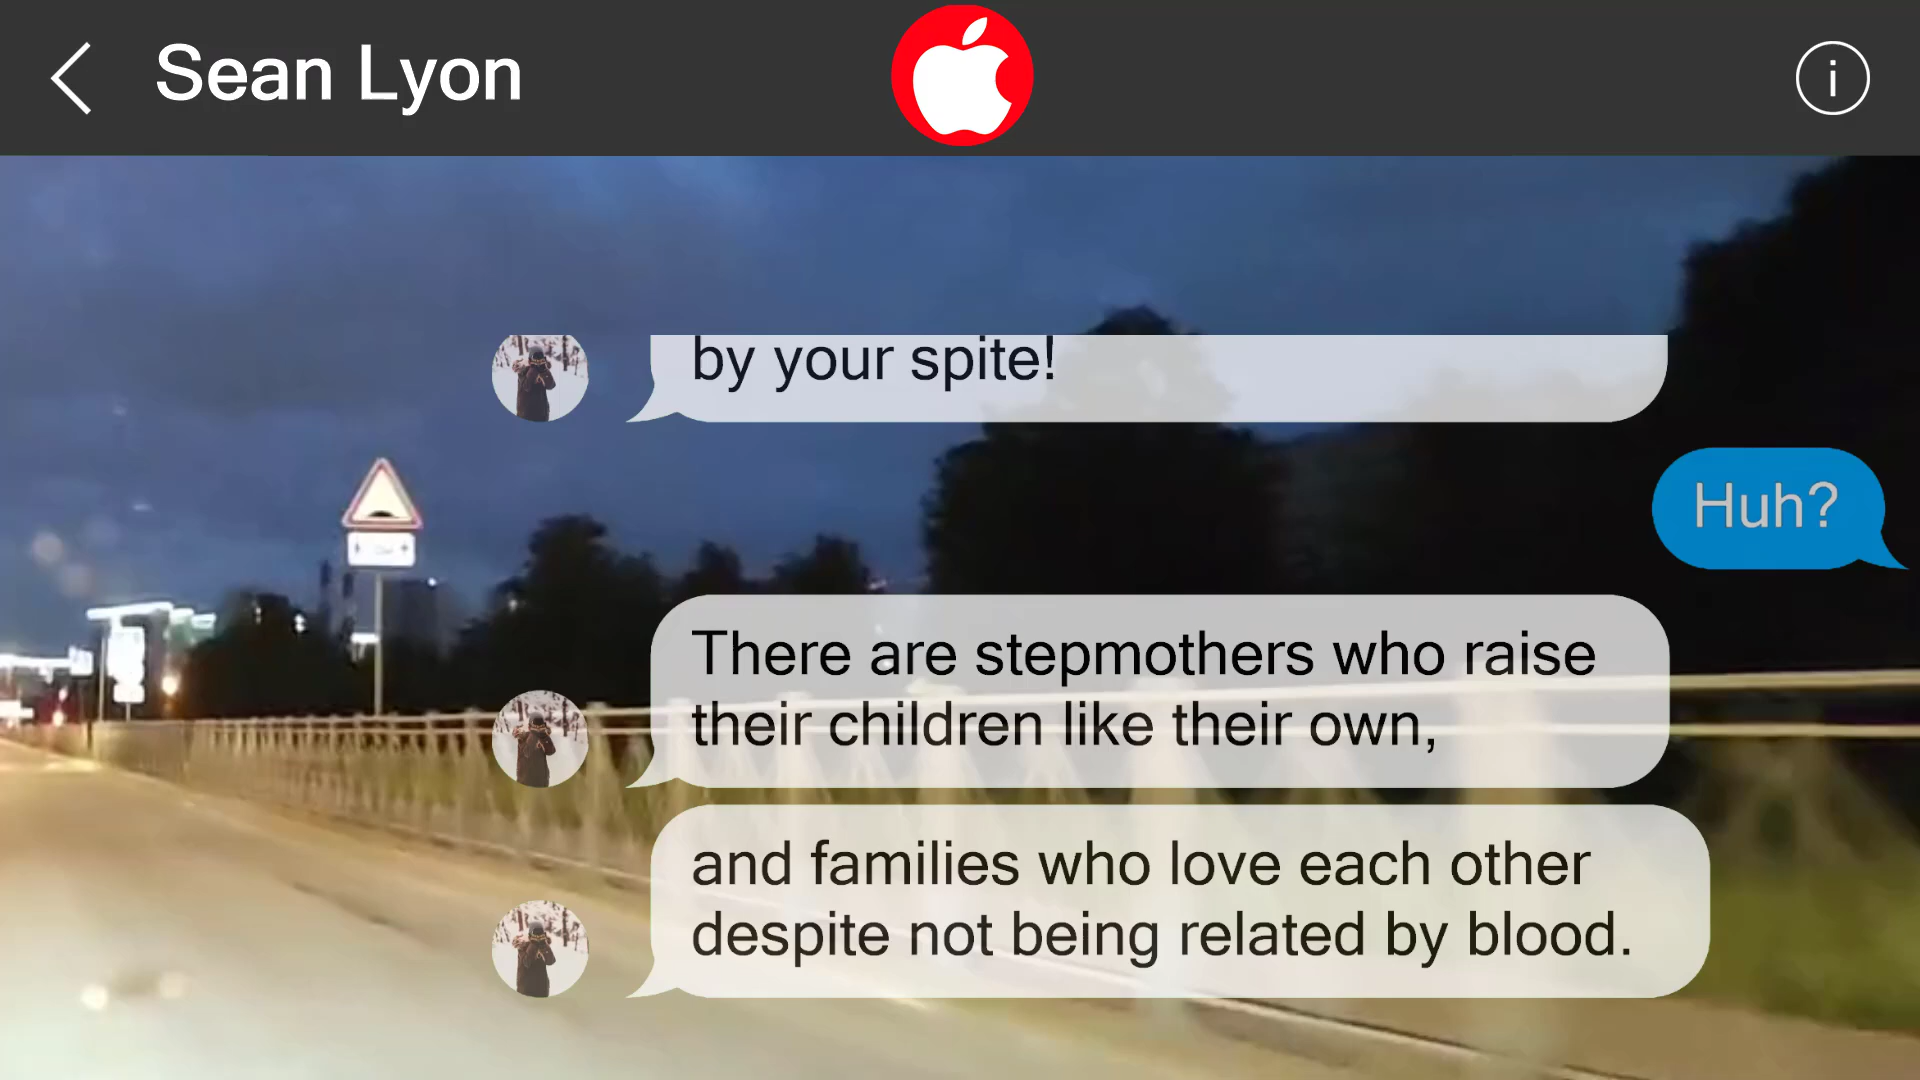 Sean Lyon
by your spite!
Huh?
There are stepmothers who raise
their children like their own,
and families who love each other
despite not being related by blood.